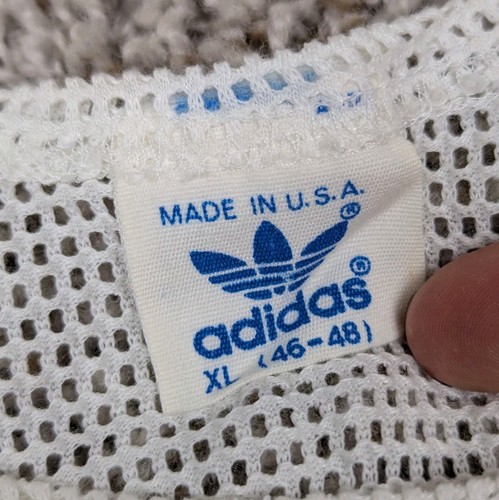 MADE IN U.S.A.
®
adidas®
XL (46-48)